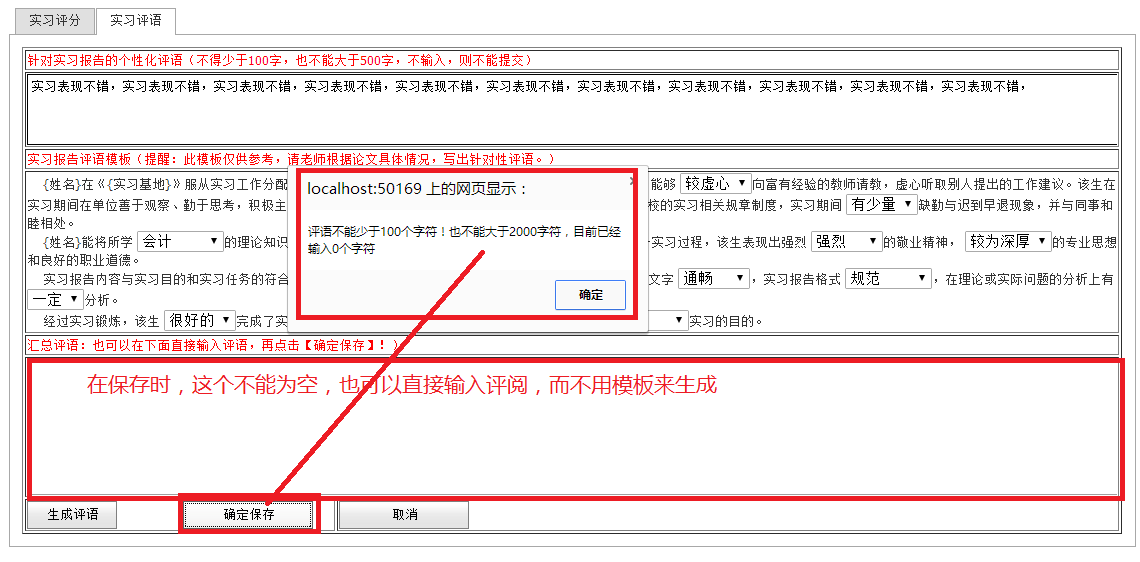 实习评分 实习评语
针对实习报告的个性化评语（不得少于100字，也不能大于500字，不输入，则不能提交）
实习表现不错，实习表现不错，实习表现不错，实习表现不错，实习表现不错，实习表现不错，实习表现不错，实习表现不错，实习表现不错，实习表现不错，实习表现不错，
实习报告评语模板（提醒：此模板仅供参考，请老师根据论文具体情况，写出针对性评语。）
{姓名}在《{实习基地}》服从实习工作分配 能够 较虚心 向富有经验的教师请教，虚心听取别人提出的工作建议。该生在
实习期间在单位善于观察、勤于思考，积极主 校的实习相关规章制度，实习期间 有少量 缺勤与迟到早退现象，并与同事和
睦相处。
{姓名}能将所学 会计 的理论知识 实习过程，该生表现出强烈 强烈 的敬业精神， 较为深厚 的专业思想
和良好的职业道德。
实习报告内容与实习目的和实习任务的符合 文字 通畅 ，实习报告格式 规范 ，在理论或实际问题的分析上有
一定 分析。
经过实习锻炼，该生 很好的 完成了实 实习的目的。
localhost:50169 上的网页显示：
评语不能少于100个字符！也不能大于2000字符，目前已经
输入0个字符
确定
汇总评语：也可以在下面直接输入评语，再点击【确定保存】！）
在保存时，这个不能为空，也可以直接输入评阅，而不用模板来生成
生成评语 确定保存 取消